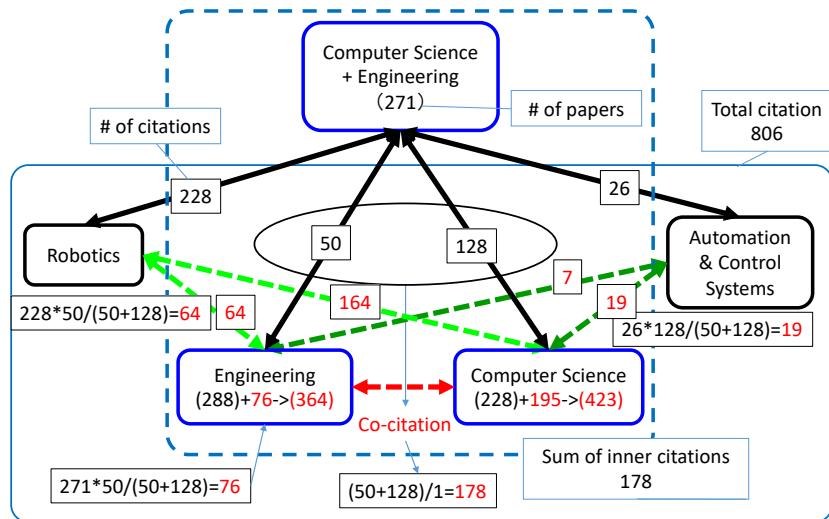 Computer Science
+ Engineering
（271）
# of citations
# of papers
Total citation
806
228
26
Robotics
50
128
Automation
& Control
Systems
7
228*50/(50+128)=64
64
164
19
26*128/(50+128)=19
Engineering
(288)+76->(364)
Computer Science
(228)+195->(423)
Co-citation
Sum of inner citations
178
271*50/(50+128)=76
(50+128)/1=178